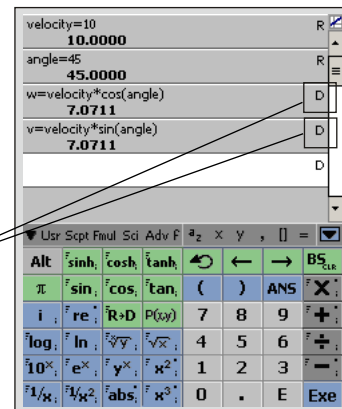 velocity=10 R
10.0000
angle=45 R
45.0000
w=velocity*cos(angle) D
7.0711
v=velocity*sin(angle) D
7.0711
D
Usr Scpt Fmul Sci Adv F az × y , [] =
Alt sinh cosh tanh BS CLR
π sin cos tan ( ) ANS ×
i re R▸D P(x,y) 7 8 9 +
log ln ∜y √x 4 5 6 ÷
10ˣ eˣ yˣ x² 1 2 3 −
1/x 1/x² abs x³ 0 . E Exe